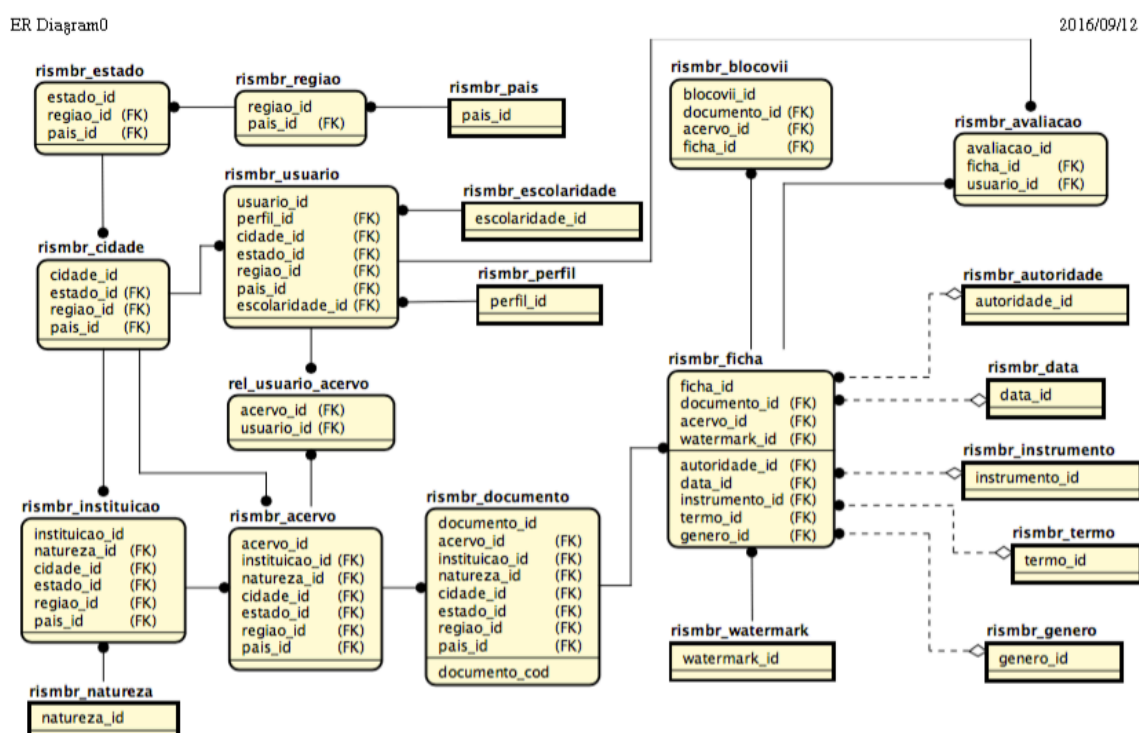 ER Diagram0
2016/09/12
rismbr_estado
estado_id
regiao_id (FK)
pais_id (FK)
rismbr_regiao
regiao_id
pais_id (FK)
rismbr_pais
pais_id
rismbr_blocovii
blocovii_id
documento_id (FK)
acervo_id (FK)
ficha_id (FK)
rismbr_avaliacao
avaliacao_id
ficha_id (FK)
usuario_id (FK)
rismbr_usuario
usuario_id
perfil_id (FK)
cidade_id (FK)
estado_id (FK)
regiao_id (FK)
pais_id (FK)
escolaridade_id (FK)
rismbr_escolaridade
escolaridade_id
rismbr_perfil
perfil_id
rismbr_cidade
cidade_id
estado_id (FK)
regiao_id (FK)
pais_id (FK)
rismbr_autoridade
autoridade_id
rismbr_ficha
ficha_id
documento_id (FK)
acervo_id (FK)
watermark_id (FK)
autoridade_id (FK)
data_id (FK)
instrumento_id (FK)
termo_id (FK)
genero_id (FK)
rismbr_data
data_id
rel_usuario_acervo
acervo_id (FK)
usuario_id (FK)
rismbr_instrumento
instrumento_id
rismbr_instituicao
instituicao_id
natureza_id (FK)
cidade_id (FK)
estado_id (FK)
regiao_id (FK)
pais_id (FK)
rismbr_acervo
acervo_id
instituicao_id (FK)
natureza_id (FK)
cidade_id (FK)
estado_id (FK)
regiao_id (FK)
pais_id (FK)
rismbr_documento
documento_id
acervo_id (FK)
instituicao_id (FK)
natureza_id (FK)
cidade_id (FK)
estado_id (FK)
regiao_id (FK)
pais_id (FK)
documento_cod
rismbr_termo
termo_id
rismbr_watermark
watermark_id
rismbr_genero
genero_id
rismbr_natureza
natureza_id